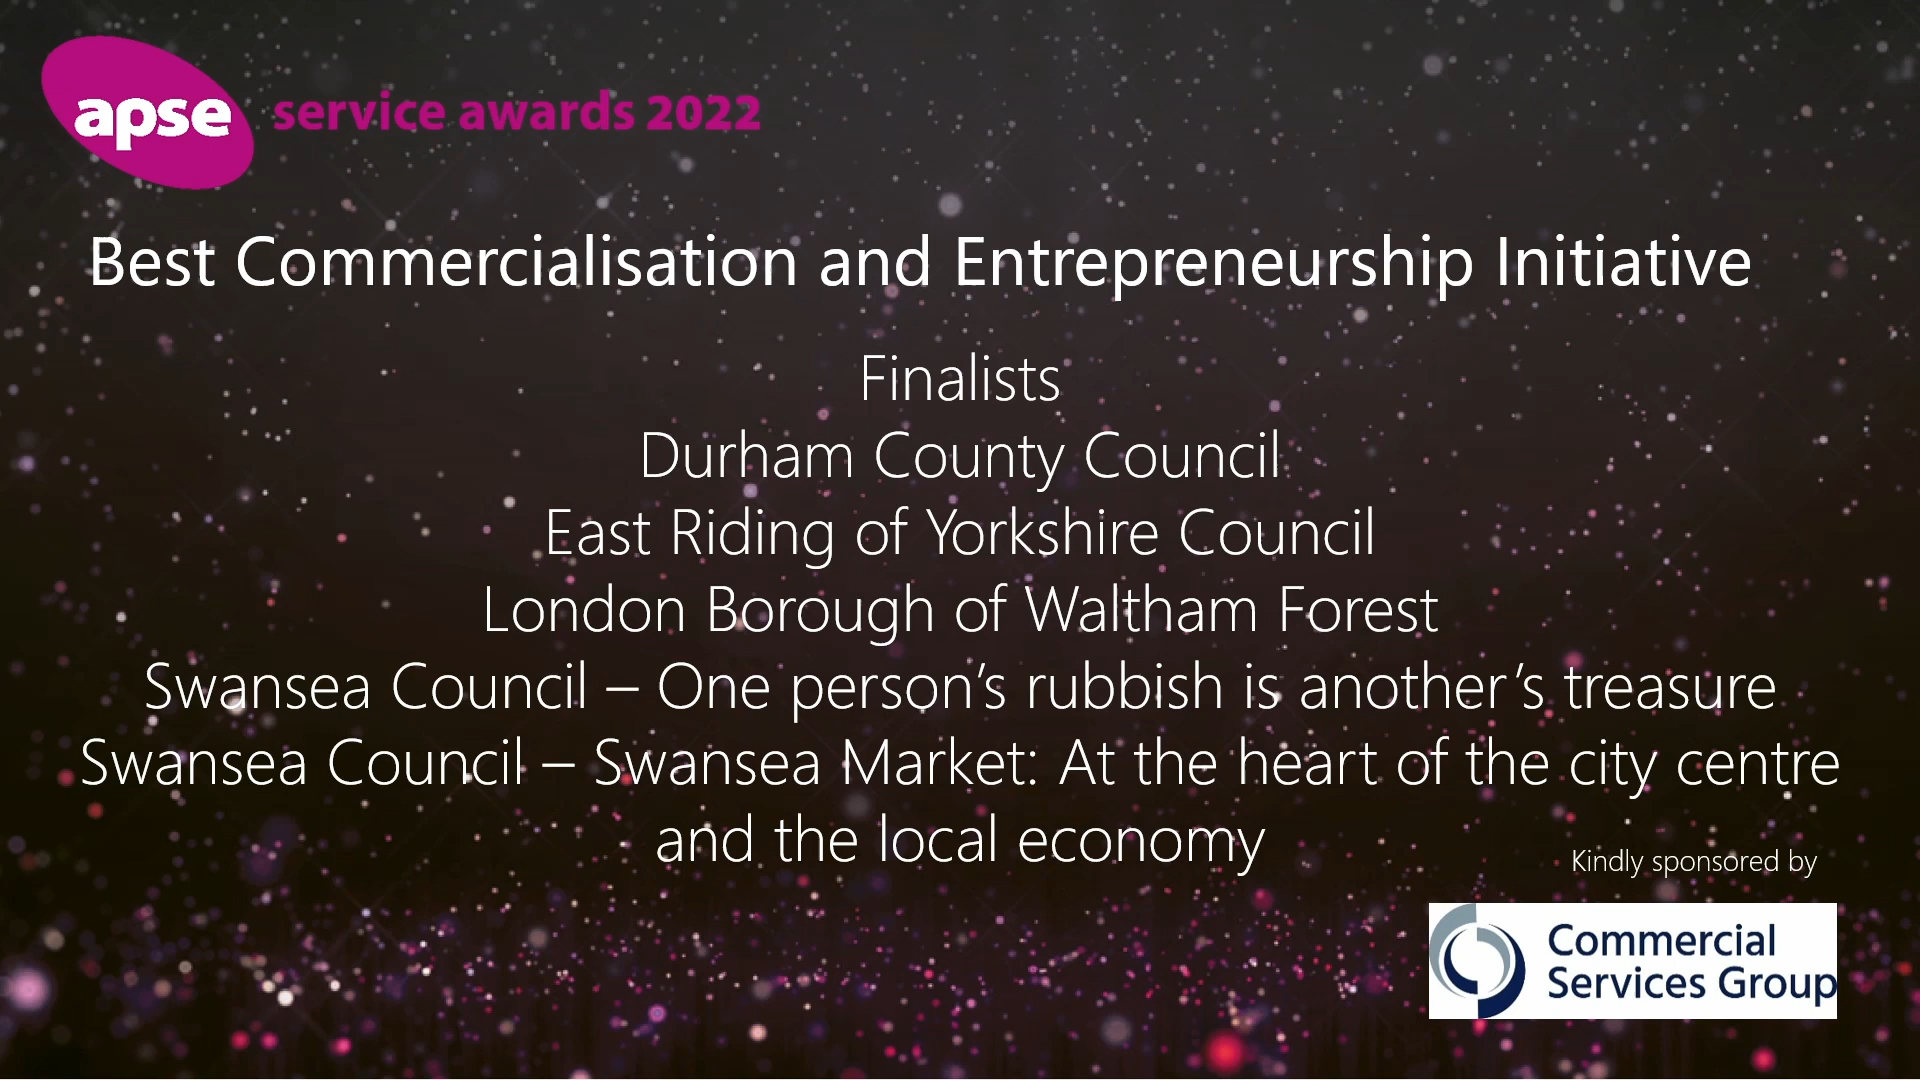 apse service awards 2022
Best Commercialisation and Entrepreneurship Initiative
Finalists
Durham County Council
East Riding of Yorkshire Council
London Borough of Waltham Forest
Swansea Council – One person’s rubbish is another’s treasure
Swansea Council – Swansea Market: At the heart of the city centre
and the local economy
Kindly sponsored by
Commercial
Services Group